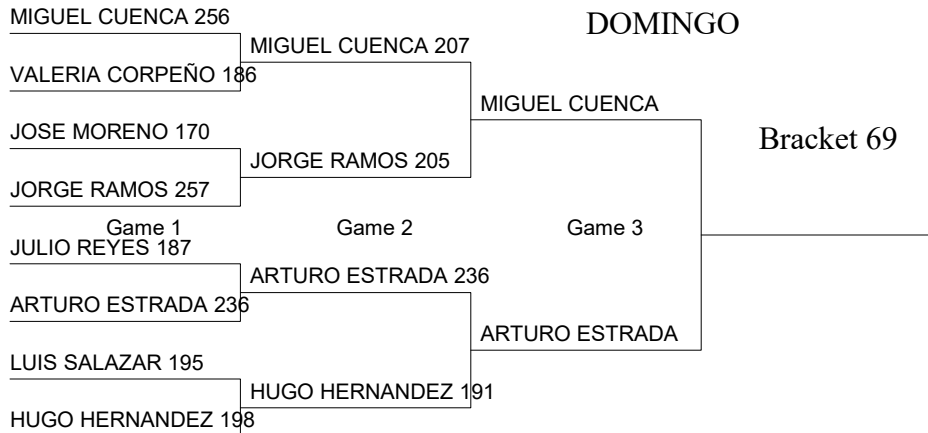 MIGUEL CUENCA 256
DOMINGO
MIGUEL CUENCA 207
VALERIA CORPEÑO 186
MIGUEL CUENCA
JOSE MORENO 170
Bracket 69
JORGE RAMOS 205
JORGE RAMOS 257
Game 1
Game 2
Game 3
JULIO REYES 187
ARTURO ESTRADA 236
ARTURO ESTRADA 236
ARTURO ESTRADA
LUIS SALAZAR 195
HUGO HERNANDEZ 191
HUGO HERNANDEZ 198